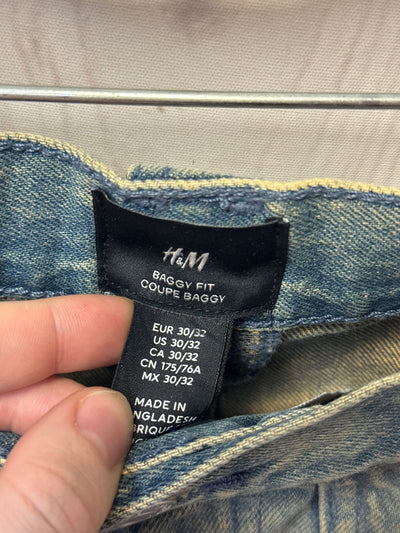 H&M
BAGGY FIT
COUPE BAGGY
EUR 30/32
US 30/32
CA 30/32
CN 175/76A
MX 30/32
MADE IN